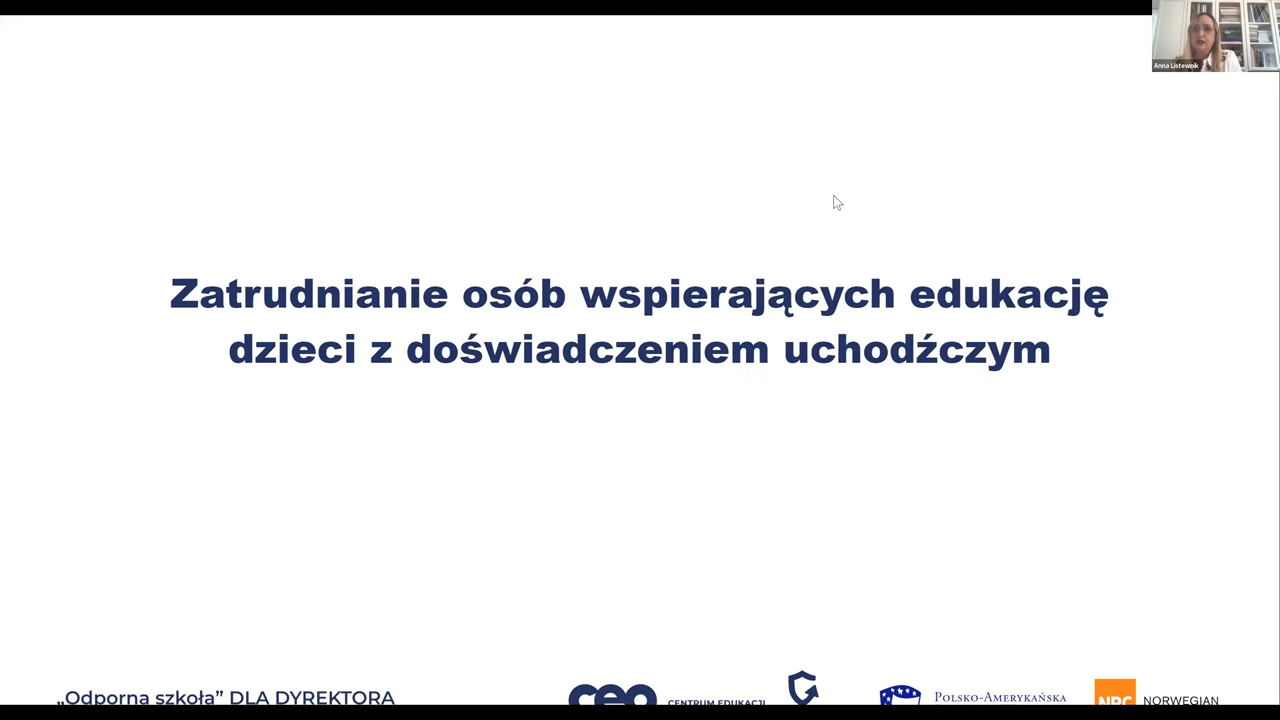 Anna Listewnik
Zatrudnianie osób wspierających edukację
dzieci z doświadczeniem uchodźczym
„Odporna szkoła” DLA DYREKTORA
ceo
CENTRUM EDUKACJI
POLSKO-AMERYKAŃSKA
NRC
NORWEGIAN